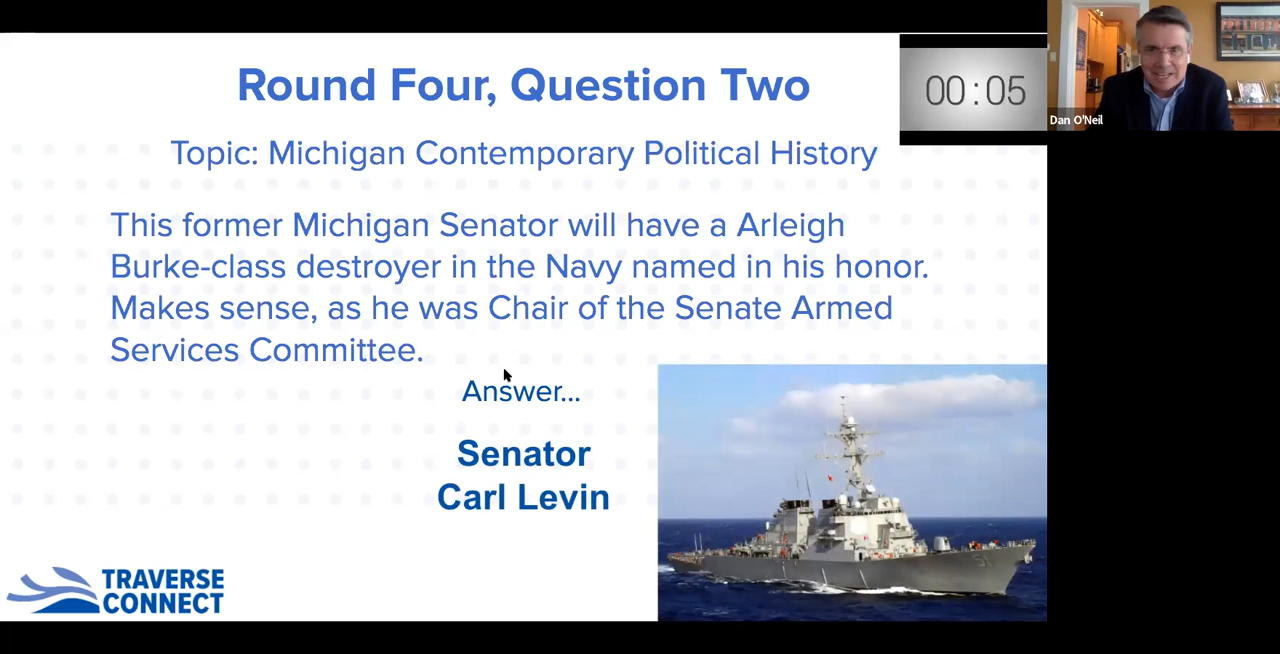 Round Four, Question Two
00:05
Dan O'Neil
Topic: Michigan Contemporary Political History
This former Michigan Senator will have a Arleigh
Burke-class destroyer in the Navy named in his honor.
Makes sense, as he was Chair of the Senate Armed
Services Committee.
Answer...
Senator
Carl Levin
51
TRAVERSE
CONNECT